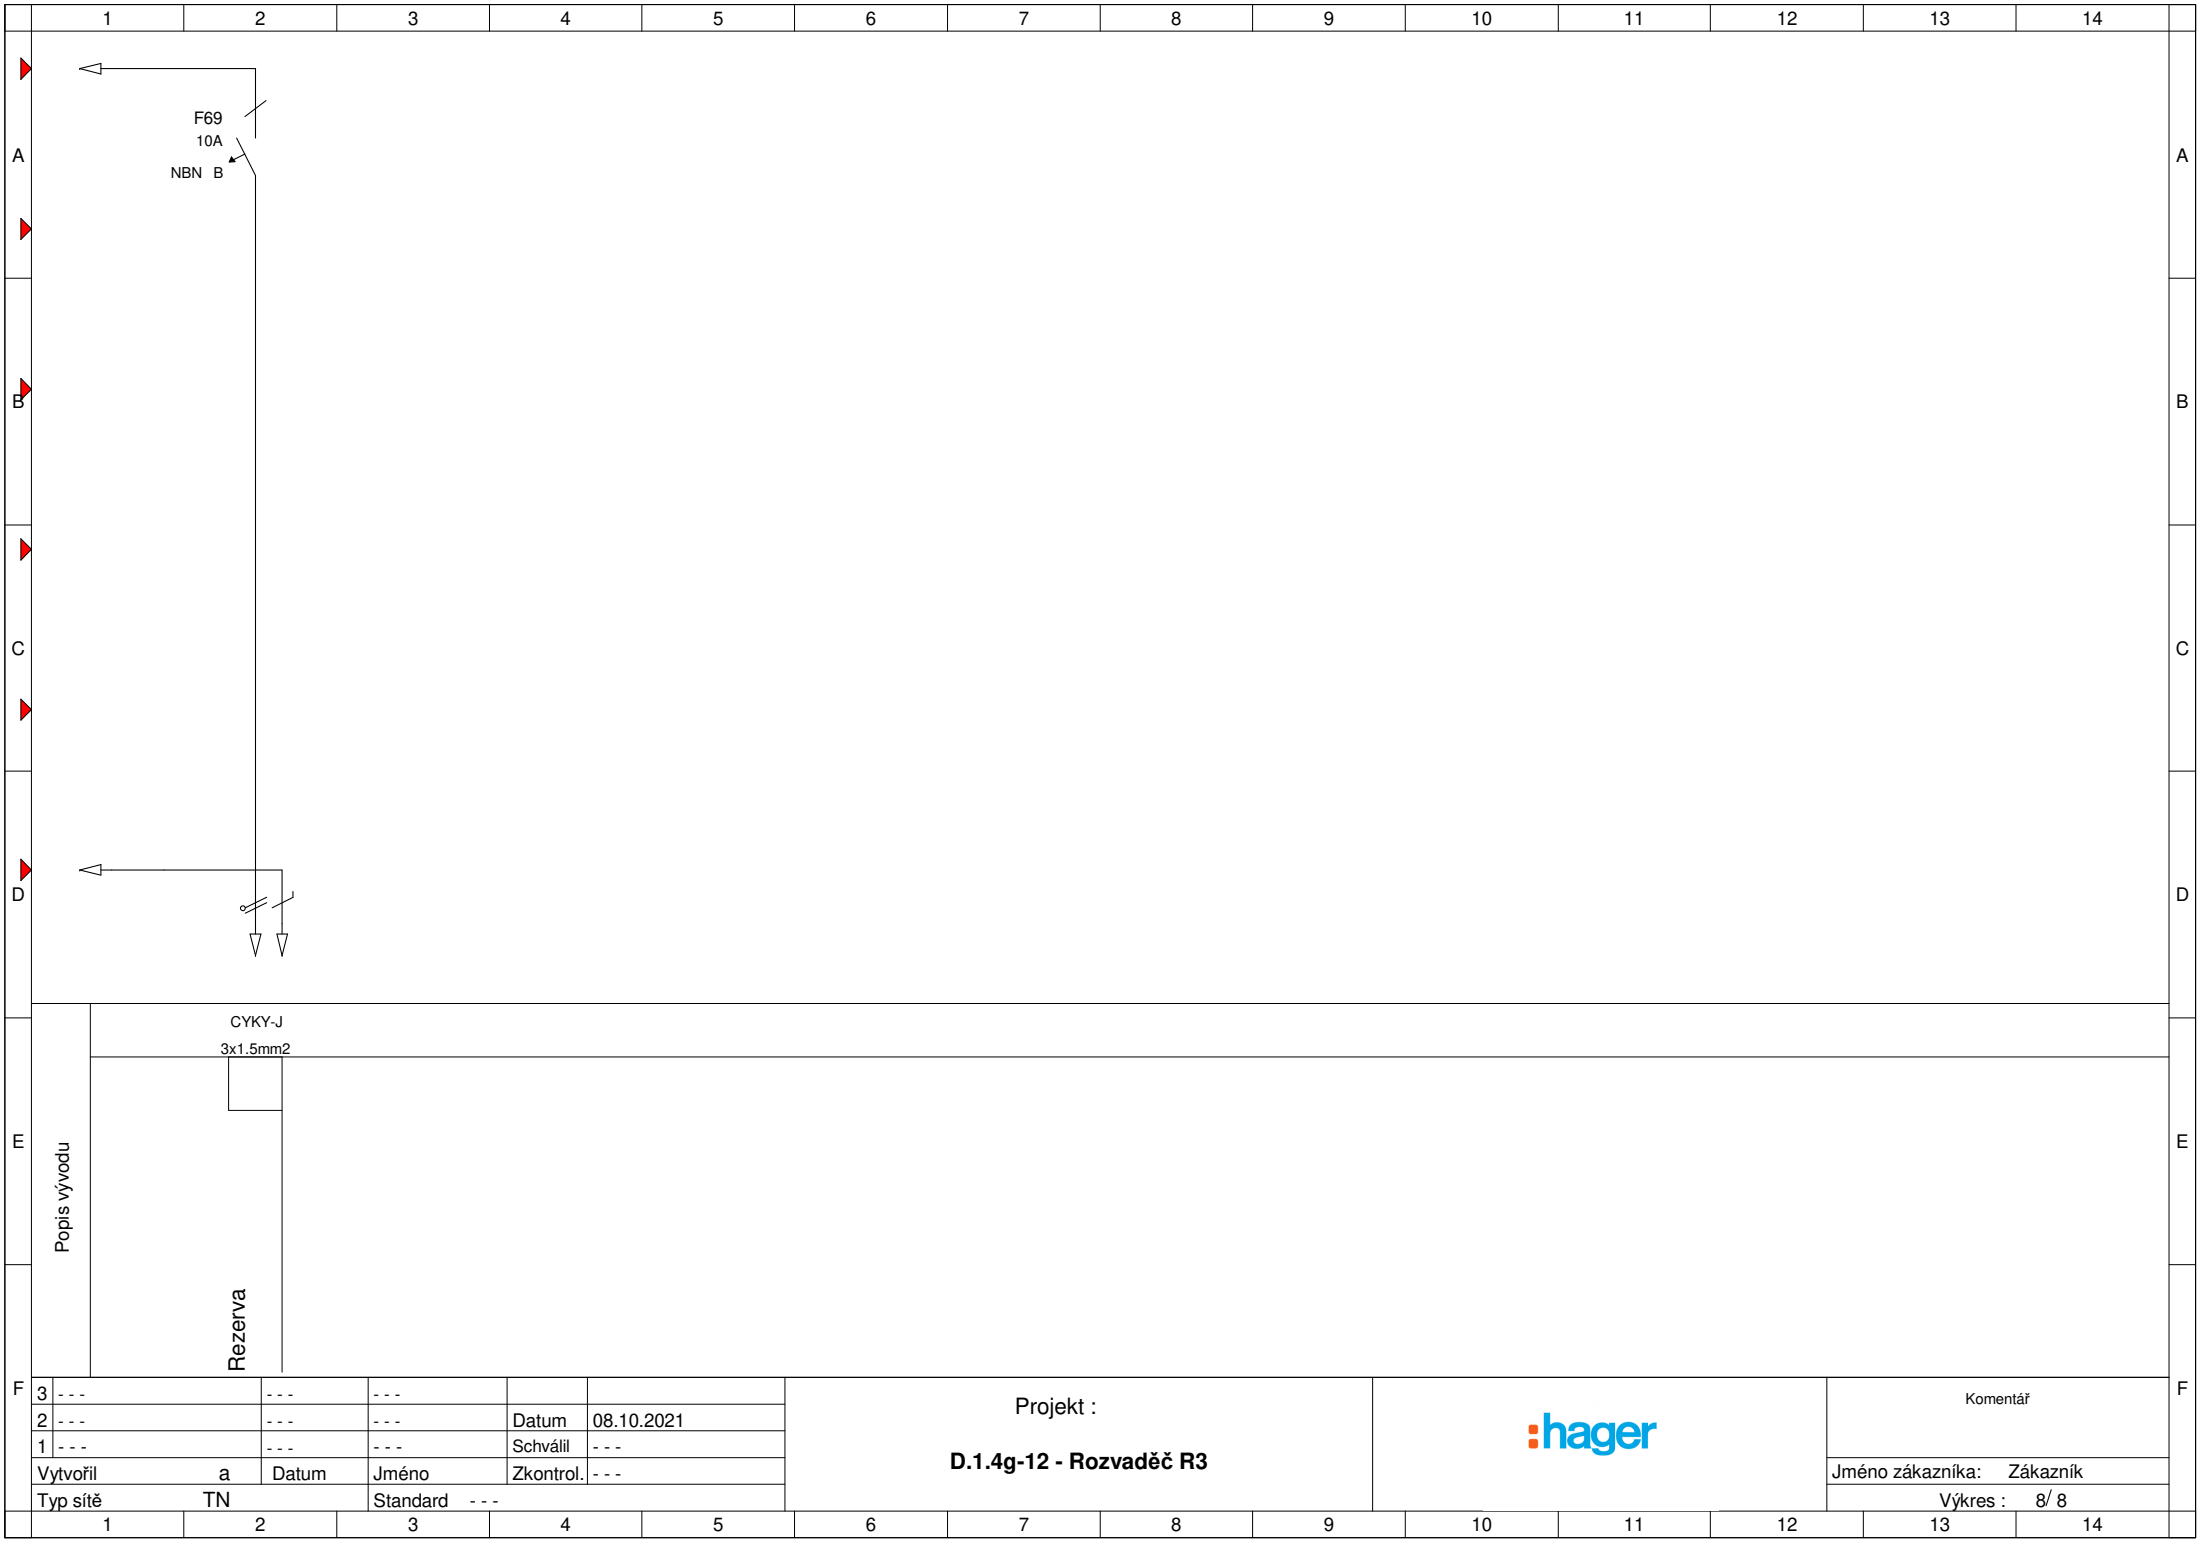 1 2 3 4 5 6 7 8 9 10 11 12 13 14
F69
10A
NBN B
A A
B B
C C
D D
CYKY-J
3x1.5mm2
E E
Popis vývodu
Rezerva
F F
3 - - - - - - - - -
2 - - - - - - - - - Datum 08.10.2021
1 - - - - - - - - - Schválil - - -
Vytvořil a Datum Jméno Zkontrol. - - -
Typ sítě TN Standard - - -
Projekt :
D.1.4g-12 - Rozvaděč R3
:hager
Komentář
Jméno zákazníka: Zákazník
Výkres : 8/ 8
1 2 3 4 5 6 7 8 9 10 11 12 13 14